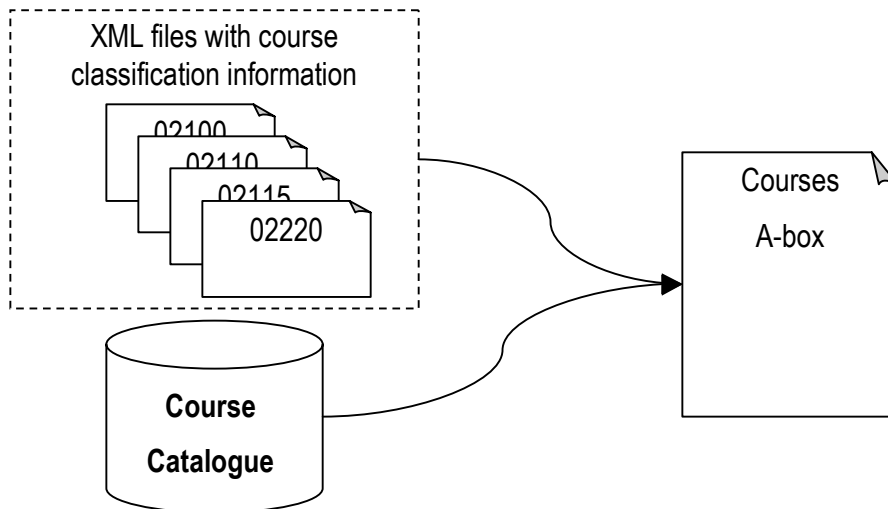 XML files with course
classification information
02100
02110
02115
02220
Courses
A-box
Course
Catalogue